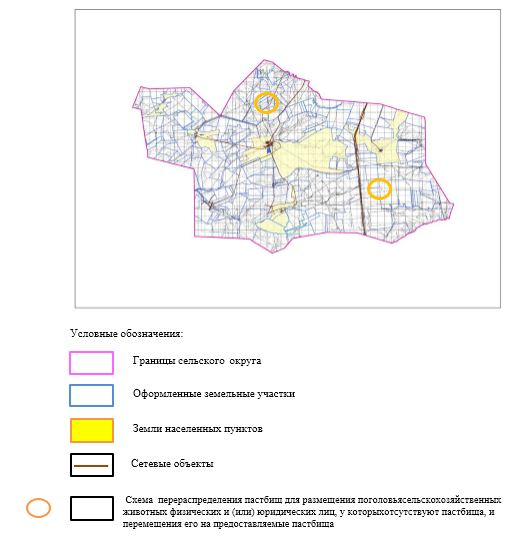 Условные обозначения:
Границы сельского округа
Оформленные земельные участки
Земли населенных пунктов
Сетевые объекты
Схема перераспределения пастбищ для размещения поголовьясельскохозяйственных
животных физических и (или) юридических лиц, у которыхотсутствуют пастбища, и
перемещения его на предоставляемые пастбища